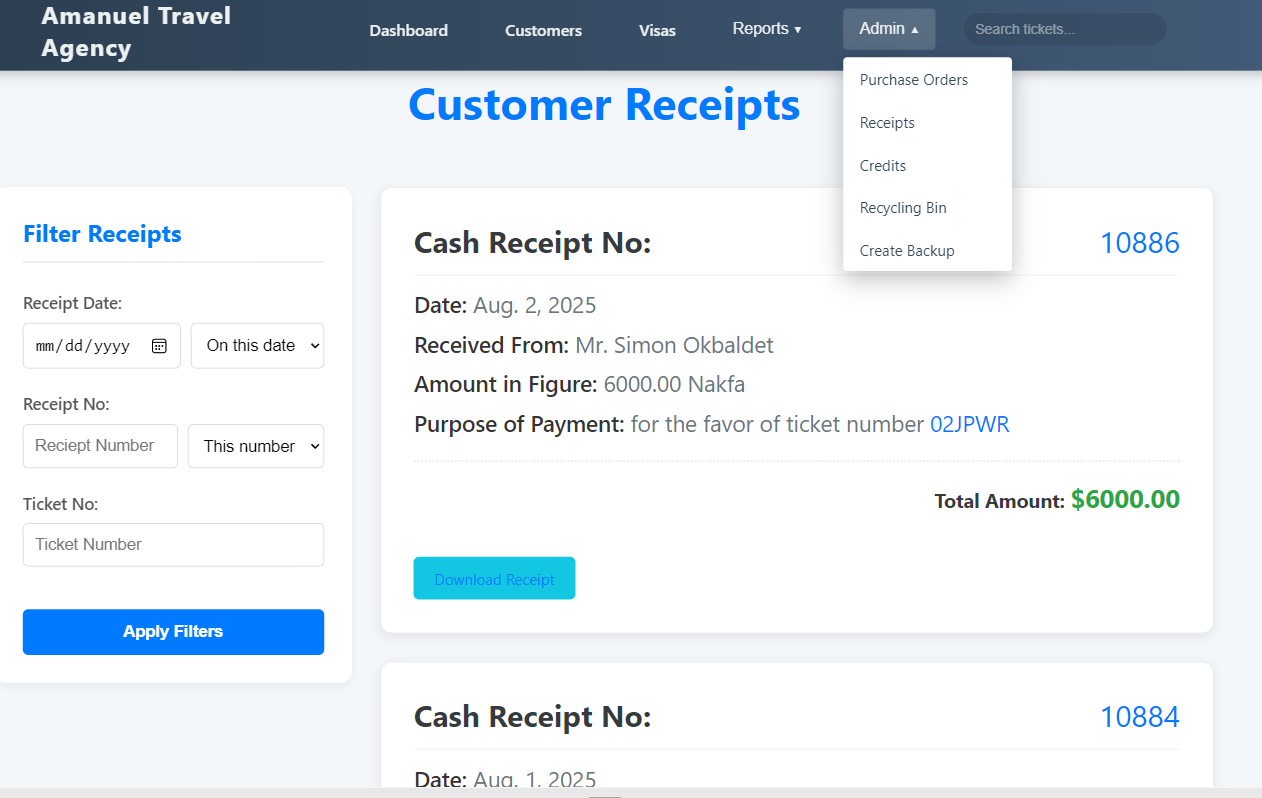 Amanuel Travel
Agency
Dashboard
Customers
Visas
Reports ▾
Admin ▴
Search tickets...
Purchase Orders
Receipts
Credits
Recycling Bin
Create Backup
Customer Receipts
Filter Receipts
Receipt Date:
mm/dd/yyyy
On this date
Receipt No:
Reciept Number
This number
Ticket No:
Ticket Number
Apply Filters
Cash Receipt No: 10886
Date: Aug. 2, 2025
Received From: Mr. Simon Okbaldet
Amount in Figure: 6000.00 Nakfa
Purpose of Payment: for the favor of ticket number 02JPWR
Total Amount: $6000.00
Download Receipt
Cash Receipt No: 10884
Date: Aug. 1, 2025